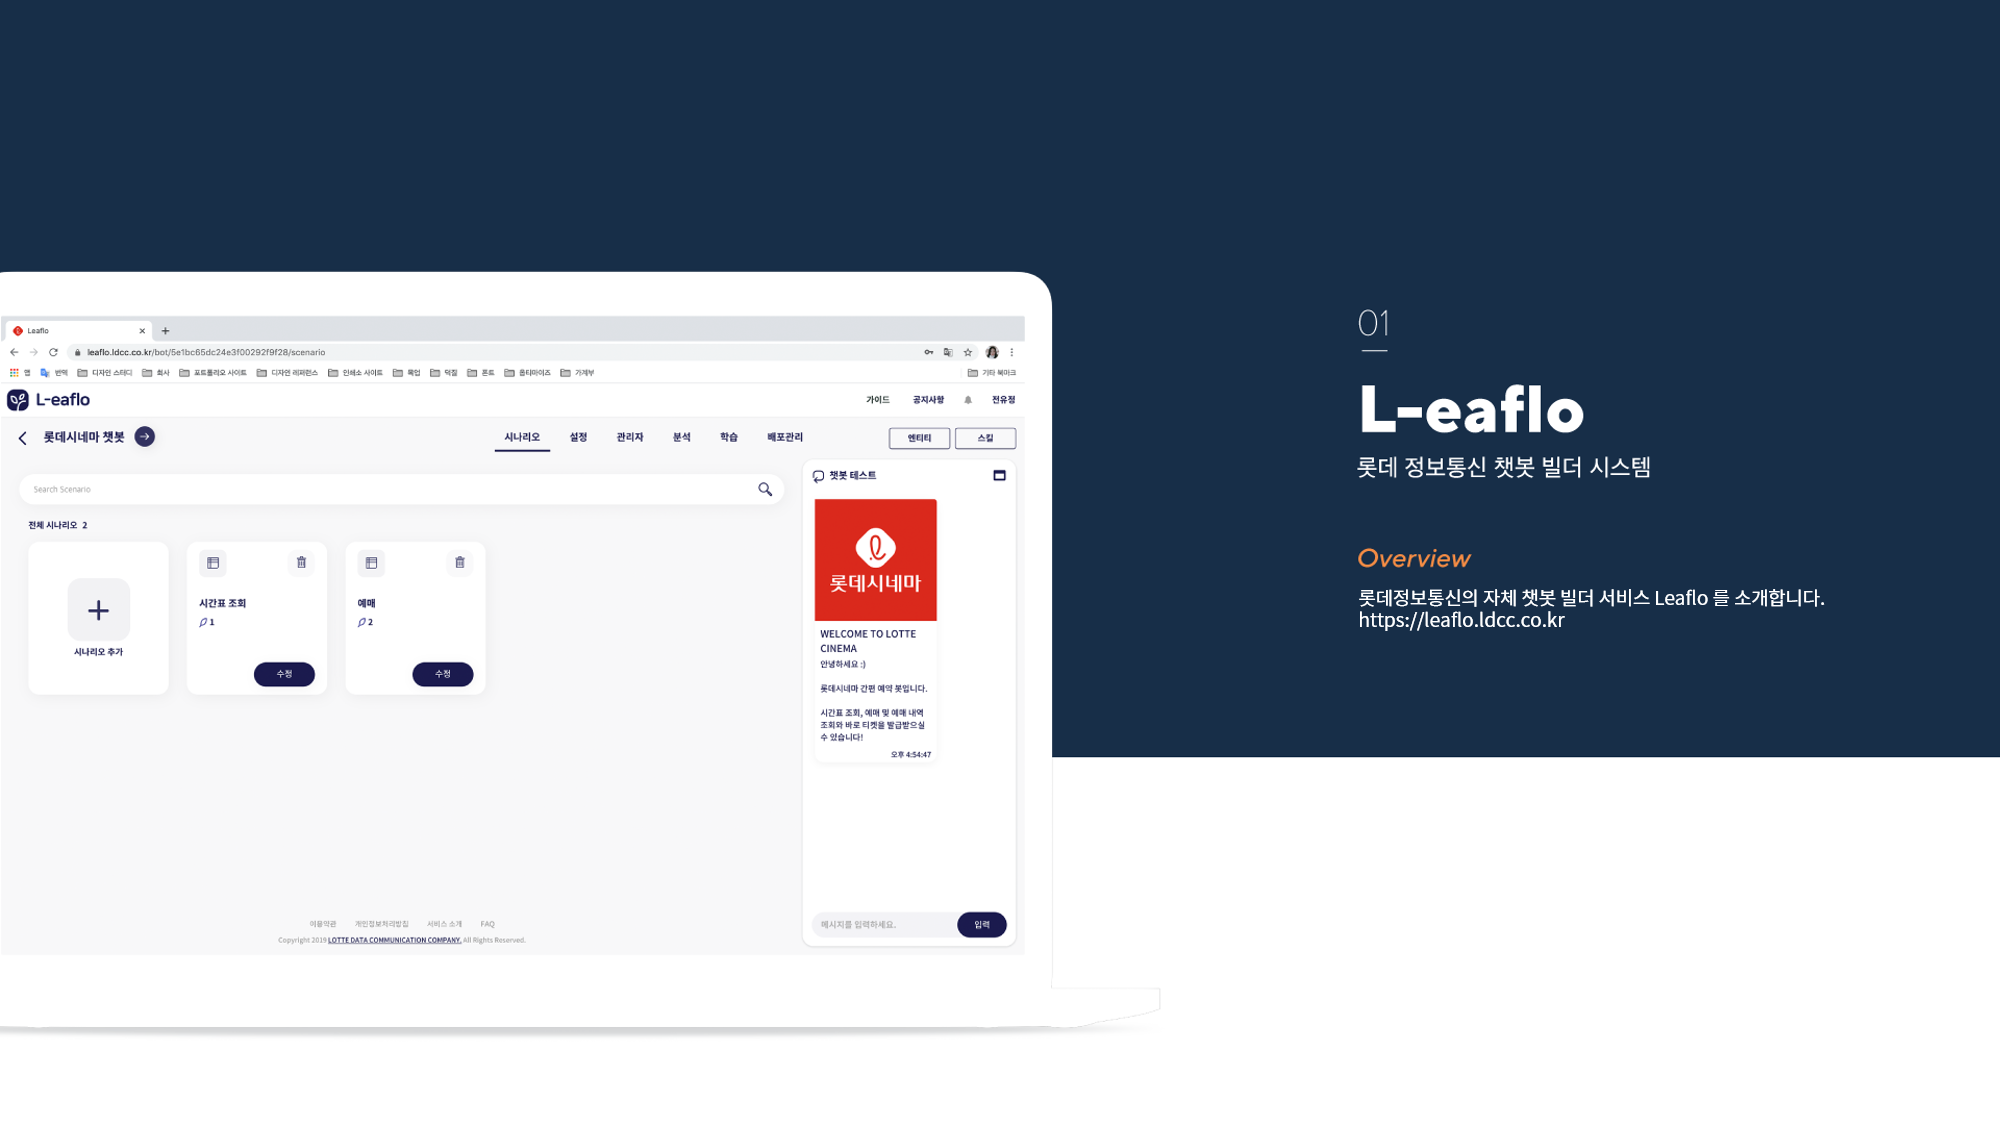 Leaflo
leaflo.ldcc.co.kr/bot/5e1bc65dc24e3f00292f9f28/scenario
앱 번역 디자인 스터디 회사 포트폴리오 사이트 디자인 레퍼런스 인쇄소 사이트 목업 덕질 폰트 옵티마이즈 가계부 기타 북마크
L-eaflo
가이드 공지사항 전유정
롯데시네마 챗봇
시나리오 설정 관리자 분석 학습 배포관리
엔티티 스킬
Search Scenario
전체 시나리오 2
시나리오 추가
시간표 조회
1
수정
예매
2
수정
챗봇 테스트
롯데시네마
WELCOME TO LOTTE
CINEMA
안녕하세요 :)
롯데시네마 간편 예약 봇입니다.
시간표 조회, 예매 및 예매 내역
조회와 바로 티켓을 발급받으실
수 있습니다!
오후 4:54:47
메시지를 입력하세요.
입력
이용약관 개인정보처리방침 서비스 소개 FAQ
Copyright 2019 LOTTE DATA COMMUNICATION COMPANY. All Rights Reserved.
01
L-eaflo
롯데 정보통신 챗봇 빌더 시스템
Overview
롯데정보통신의 자체 챗봇 빌더 서비스 Leaflo 를 소개합니다.
https://leaflo.ldcc.co.kr